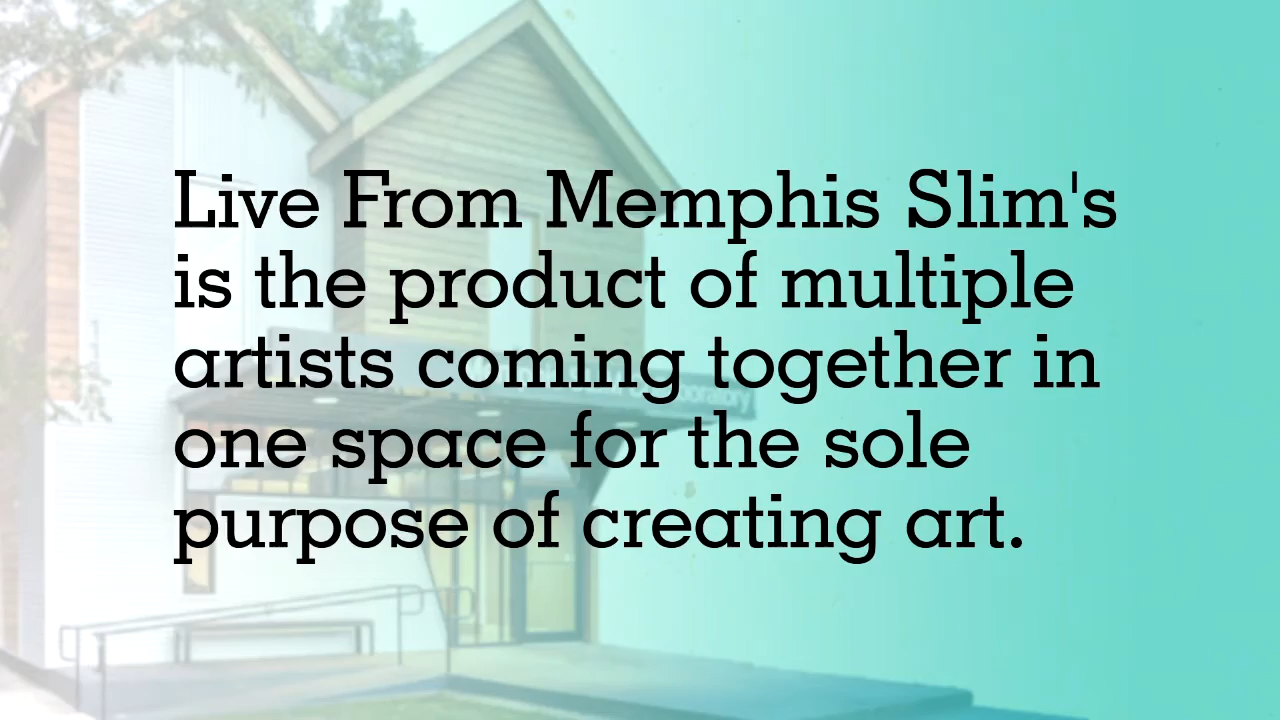 Live From Memphis Slim's
is the product of multiple
artists coming together in
one space for the sole
purpose of creating art.